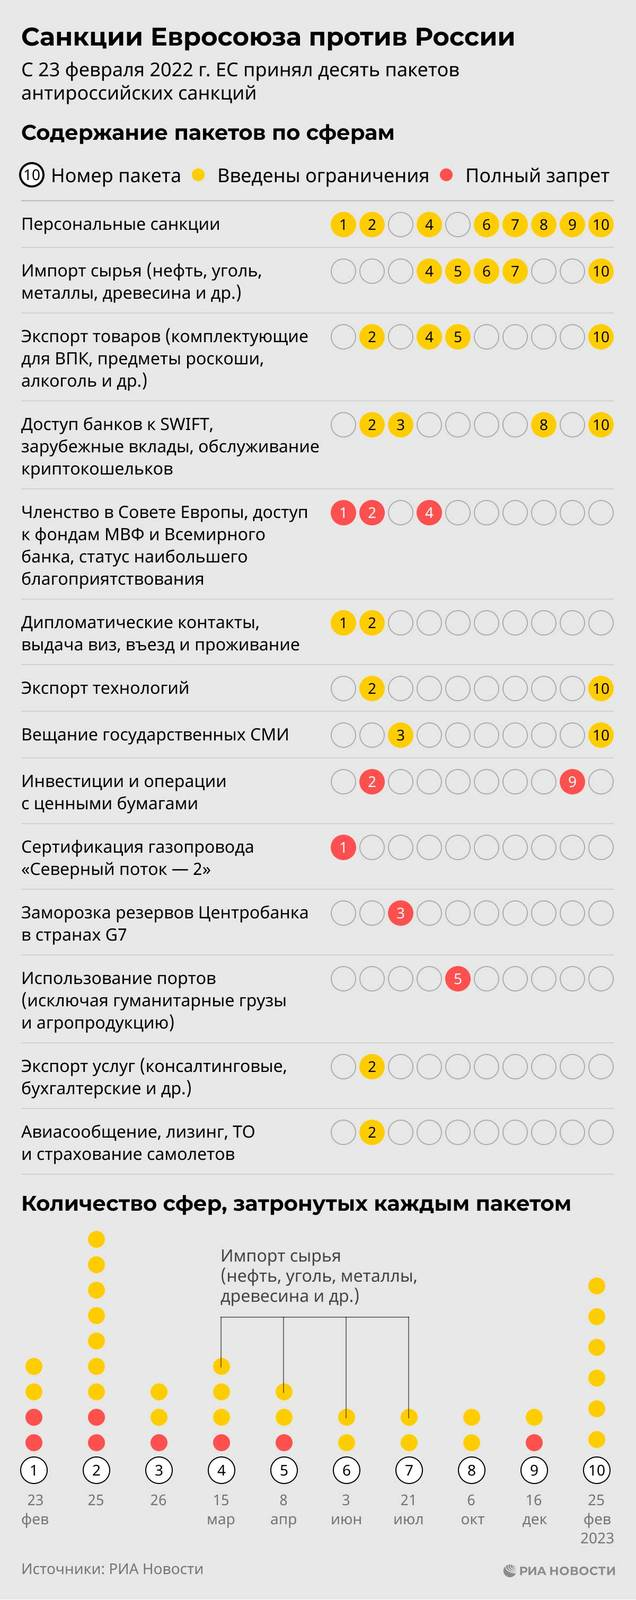 Санкции Евросоюза против России
С 23 февраля 2022 г. ЕС принял десять пакетов
антироссийских санкций
Содержание пакетов по сферам
10 Номер пакета Введены ограничения Полный запрет
Персональные санкции 1 2 4 6 7 8 9 10
Импорт сырья (нефть, уголь, 4 5 6 7 10
металлы, древесина и др.)
Экспорт товаров (комплектующие 2 4 5 10
для ВПК, предметы роскоши,
алкоголь и др.)
Доступ банков к SWIFT, 2 3 8 10
зарубежные вклады, обслуживание
криптокошельков
Членство в Совете Европы, доступ 1 2 4
к фондам МВФ и Всемирного
банка, статус наибольшего
благоприятствования
Дипломатические контакты, 1 2
выдача виз, въезд и проживание
Экспорт технологий 2 10
Вещание государственных СМИ 3 10
Инвестиции и операции 2 9
с ценными бумагами
Сертификация газопровода 1
«Северный поток — 2»
Заморозка резервов Центробанка 3
в странах G7
Использование портов 5
(исключая гуманитарные грузы
и агропродукцию)
Экспорт услуг (консалтинговые, 2
бухгалтерские и др.)
Авиасообщение, лизинг, ТО 2
и страхование самолетов
Количество сфер, затронутых каждым пакетом
Импорт сырья
(нефть, уголь, металлы,
древесина и др.)
1 2 3 4 5 6 7 8 9 10
23 25 26 15 8 3 21 6 16 25
фев мар апр июн июл окт дек фев
2023
Источники: РИА Новости РИА НОВОСТИ